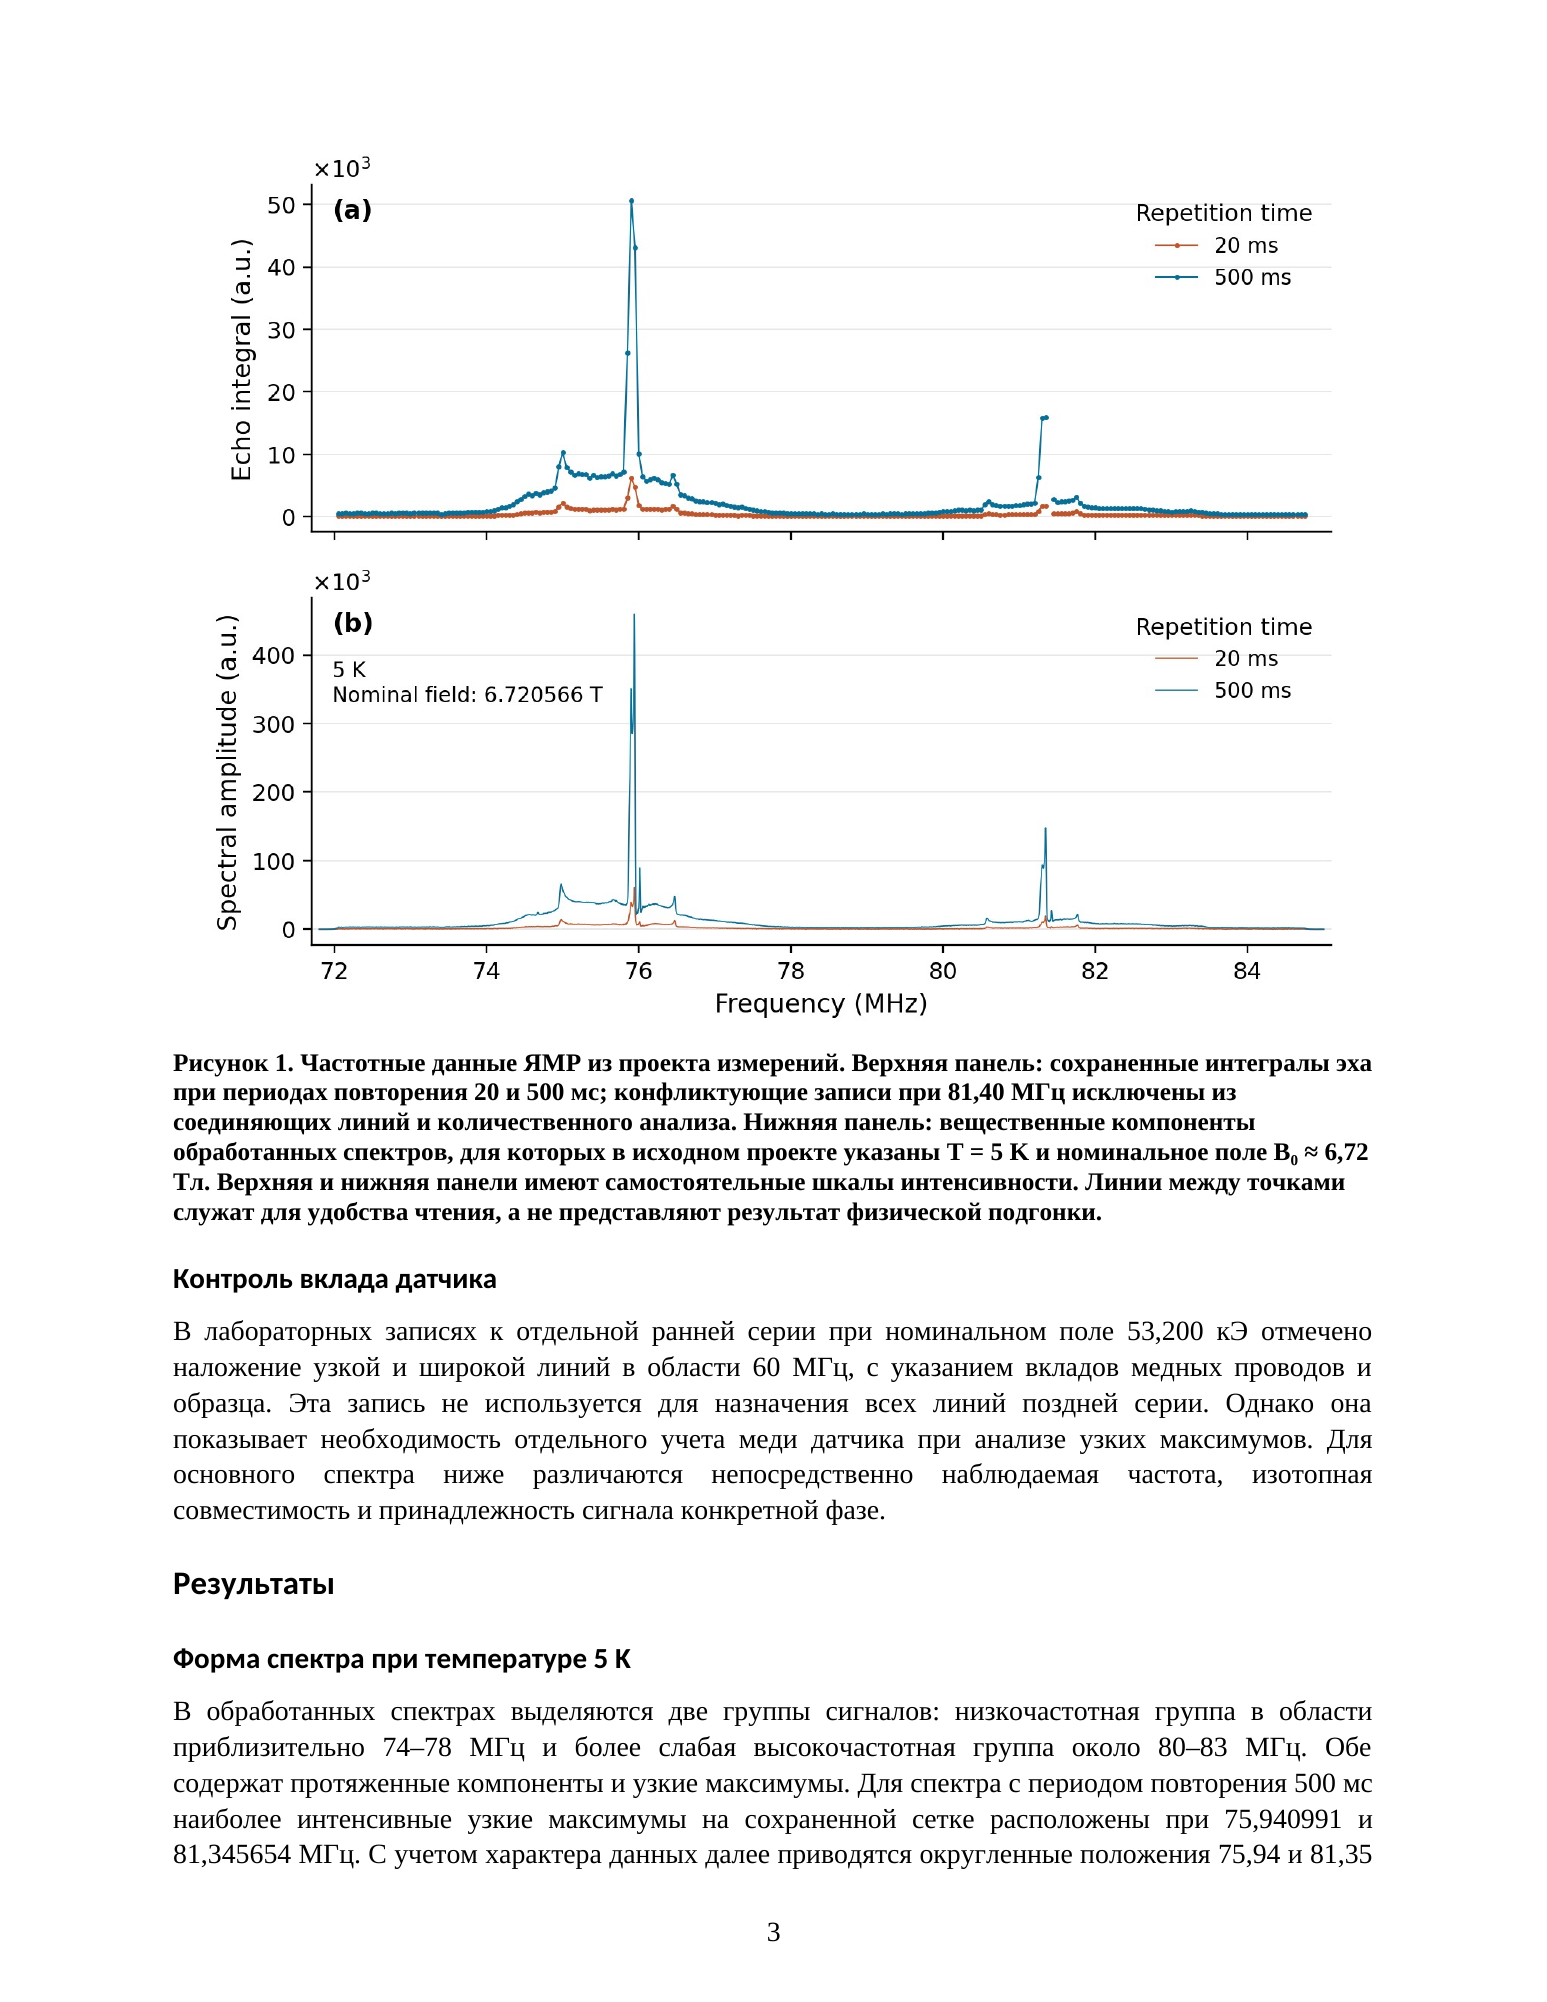 ×10³
(a)
50
40
30
20
10
0
Echo integral (a.u.)
Repetition time
20 ms
500 ms
×10³
(b)
5 K
Nominal field: 6.720566 T
400
300
200
100
0
Spectral amplitude (a.u.)
Repetition time
20 ms
500 ms
72 74 76 78 80 82 84
Frequency (MHz)
Рисунок 1. Частотные данные ЯМР из проекта измерений. Верхняя панель: сохраненные интегралы эха
при периодах повторения 20 и 500 мс; конфликтующие записи при 81,40 МГц исключены из
соединяющих линий и количественного анализа. Нижняя панель: вещественные компоненты
обработанных спектров, для которых в исходном проекте указаны T = 5 K и номинальное поле B₀ ≈ 6,72
Тл. Верхняя и нижняя панели имеют самостоятельные шкалы интенсивности. Линии между точками
служат для удобства чтения, а не представляют результат физической подгонки.
Контроль вклада датчика
В лабораторных записях к отдельной ранней серии при номинальном поле 53,200 кЭ отмечено
наложение узкой и широкой линий в области 60 МГц, с указанием вкладов медных проводов и
образца. Эта запись не используется для назначения всех линий поздней серии. Однако она
показывает необходимость отдельного учета меди датчика при анализе узких максимумов. Для
основного спектра ниже различаются непосредственно наблюдаемая частота, изотопная
совместимость и принадлежность сигнала конкретной фазе.
Результаты
Форма спектра при температуре 5 К
В обработанных спектрах выделяются две группы сигналов: низкочастотная группа в области
приблизительно 74–78 МГц и более слабая высокочастотная группа около 80–83 МГц. Обе
содержат протяженные компоненты и узкие максимумы. Для спектра с периодом повторения 500 мс
наиболее интенсивные узкие максимумы на сохраненной сетке расположены при 75,940991 и
81,345654 МГц. С учетом характера данных далее приводятся округленные положения 75,94 и 81,35
3